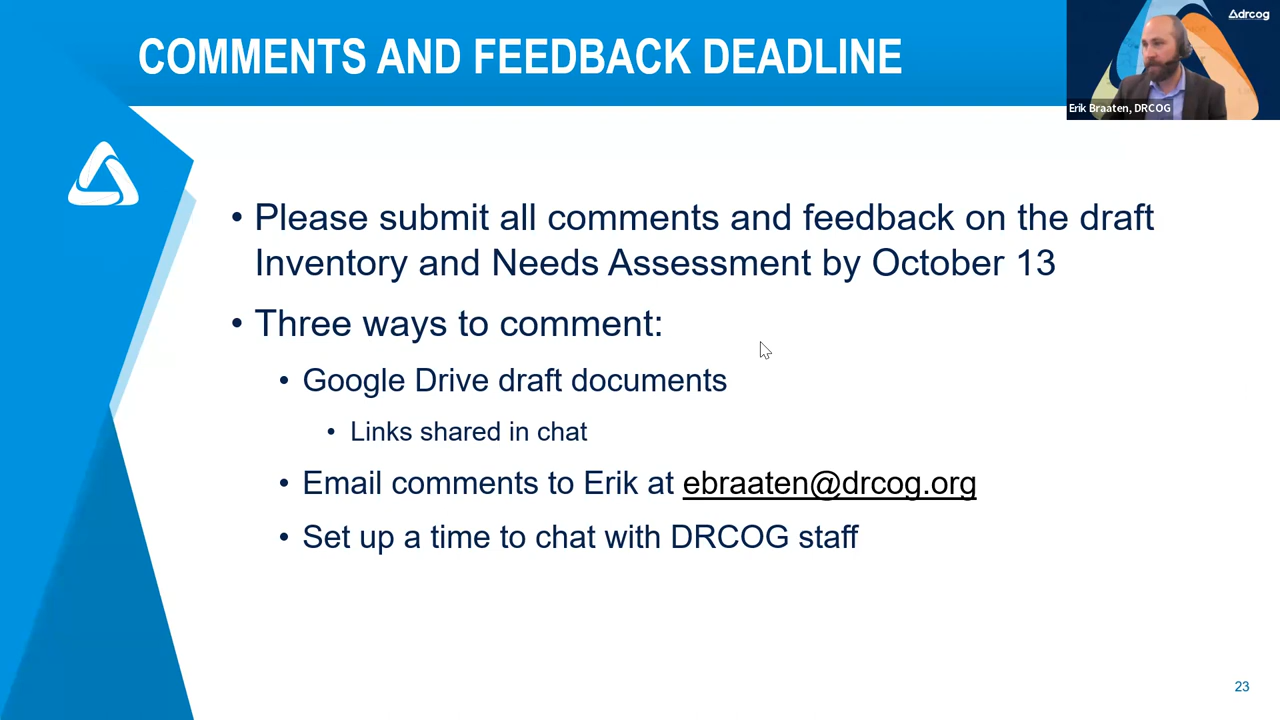 COMMENTS AND FEEDBACK DEADLINE
drcog
Erik Braaten, DRCOG
• Please submit all comments and feedback on the draft
Inventory and Needs Assessment by October 13
• Three ways to comment:
• Google Drive draft documents
• Links shared in chat
• Email comments to Erik at ebraaten@drcog.org
• Set up a time to chat with DRCOG staff
23